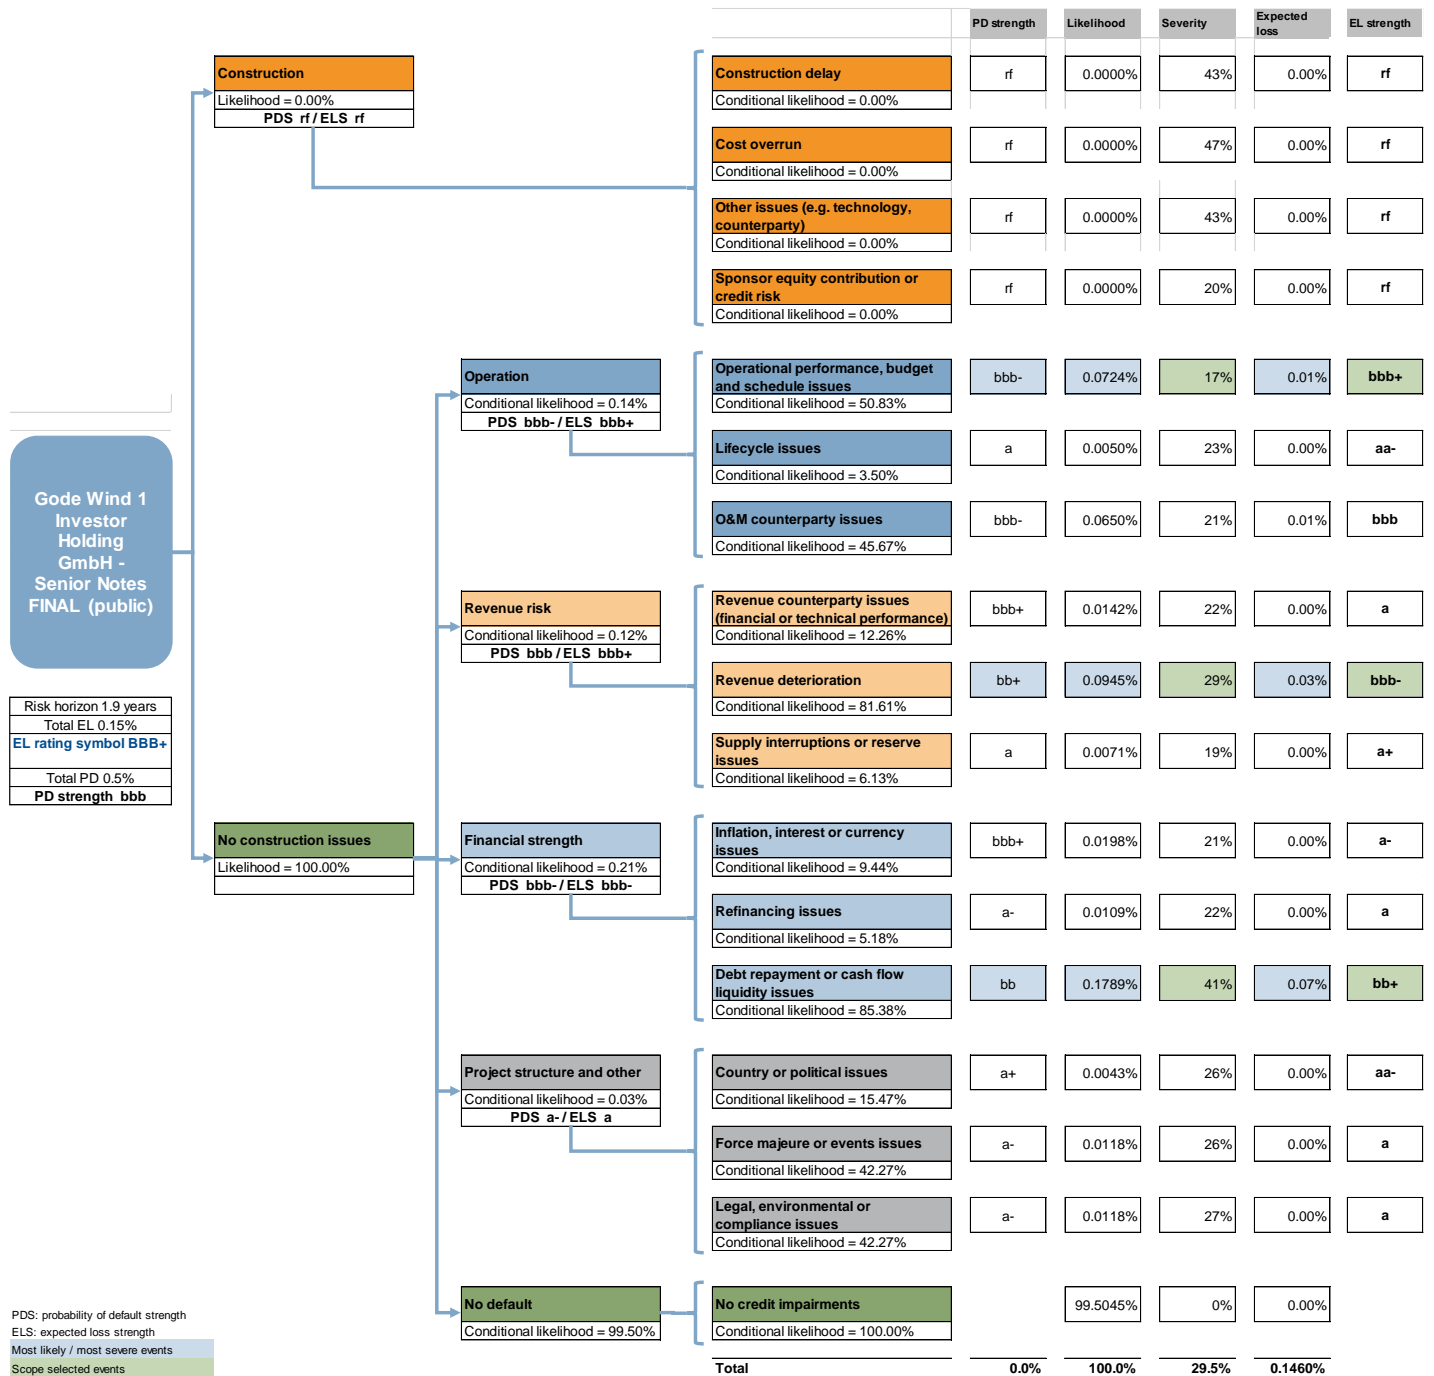 PD strength
Likelihood
Severity
Expected
loss
EL strength
Construction
Likelihood = 0.00%
PDS rf / ELS rf
Construction delay
Conditional likelihood = 0.00%
rf
0.0000%
43%
0.00%
rf
Cost overrun
Conditional likelihood = 0.00%
rf
0.0000%
47%
0.00%
rf
Other issues (e.g. technology,
counterparty)
Conditional likelihood = 0.00%
rf
0.0000%
43%
0.00%
rf
Sponsor equity contribution or
credit risk
Conditional likelihood = 0.00%
rf
0.0000%
20%
0.00%
rf
Gode Wind 1
Investor
Holding
GmbH -
Senior Notes
FINAL (public)
Risk horizon 1.9 years
Total EL 0.15%
EL rating symbol BBB+
Total PD 0.5%
PD strength bbb
No construction issues
Likelihood = 100.00%
Operation
Conditional likelihood = 0.14%
PDS bbb- / ELS bbb+
Operational performance, budget
and schedule issues
Conditional likelihood = 50.83%
bbb-
0.0724%
17%
0.01%
bbb+
Lifecycle issues
Conditional likelihood = 3.50%
a
0.0050%
23%
0.00%
aa-
O&M counterparty issues
Conditional likelihood = 45.67%
bbb-
0.0650%
21%
0.01%
bbb
Revenue risk
Conditional likelihood = 0.12%
PDS bbb / ELS bbb+
Revenue counterparty issues
(financial or technical performance)
Conditional likelihood = 12.26%
bbb+
0.0142%
22%
0.00%
a
Revenue deterioration
Conditional likelihood = 81.61%
bb+
0.0945%
29%
0.03%
bbb-
Supply interruptions or reserve
issues
Conditional likelihood = 6.13%
a
0.0071%
19%
0.00%
a+
Financial strength
Conditional likelihood = 0.21%
PDS bbb- / ELS bbb-
Inflation, interest or currency
issues
Conditional likelihood = 9.44%
bbb+
0.0198%
21%
0.00%
a-
Refinancing issues
Conditional likelihood = 5.18%
a-
0.0109%
22%
0.00%
a
Debt repayment or cash flow
liquidity issues
Conditional likelihood = 85.38%
bb
0.1789%
41%
0.07%
bb+
Project structure and other
Conditional likelihood = 0.03%
PDS a- / ELS a
Country or political issues
Conditional likelihood = 15.47%
a+
0.0043%
26%
0.00%
aa-
Force majeure or events issues
Conditional likelihood = 42.27%
a-
0.0118%
26%
0.00%
a
Legal, environmental or
compliance issues
Conditional likelihood = 42.27%
a-
0.0118%
27%
0.00%
a
No default
Conditional likelihood = 99.50%
No credit impairments
Conditional likelihood = 100.00%
99.5045%
0%
0.00%
PDS: probability of default strength
ELS: expected loss strength
Most likely / most severe events
Scope selected events
Total
0.0%
100.0%
29.5%
0.1460%